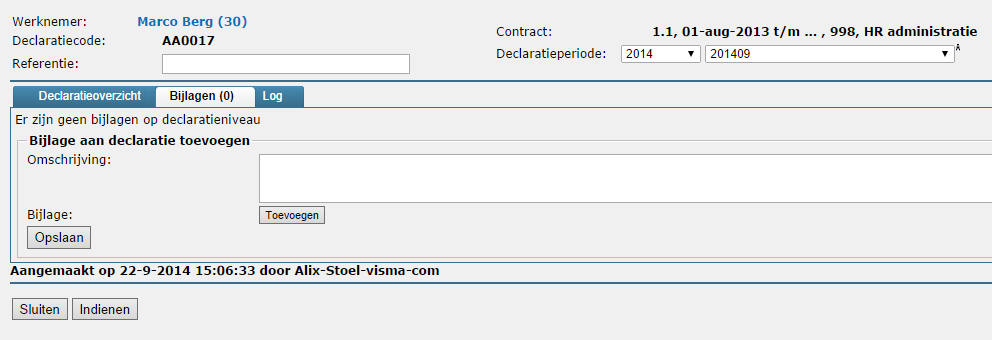 Werknemer: Marco Berg (30)
Contract: 1.1, 01-aug-2013 t/m ... , 998, HR administratie
Declaratiecode: AA0017
Declaratieperiode: 2014 201409 A
Referentie:
Declaratieoverzicht Bijlagen (0) Log
Er zijn geen bijlagen op declaratieniveau
Bijlage aan declaratie toevoegen
Omschrijving:
Bijlage: Toevoegen
Opslaan
Aangemaakt op 22-9-2014 15:06:33 door Alix-Stoel-visma-com
Sluiten Indienen